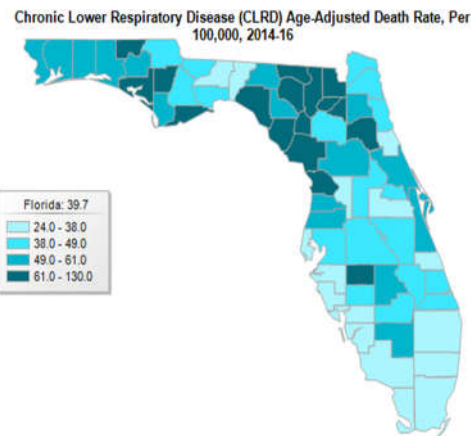 Chronic Lower Respiratory Disease (CLRD) Age-Adjusted Death Rate, Per
100,000, 2014-16
Florida: 39.7
24.0 - 38.0
38.0 - 49.0
49.0 - 61.0
61.0 - 130.0